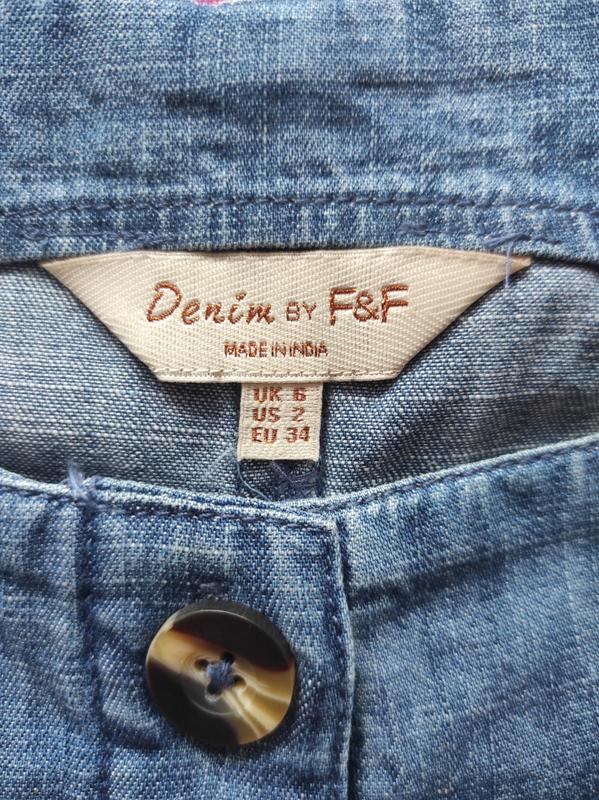 Denim BY F&F
MADE IN INDIA
UK 6
US 2
EU 34